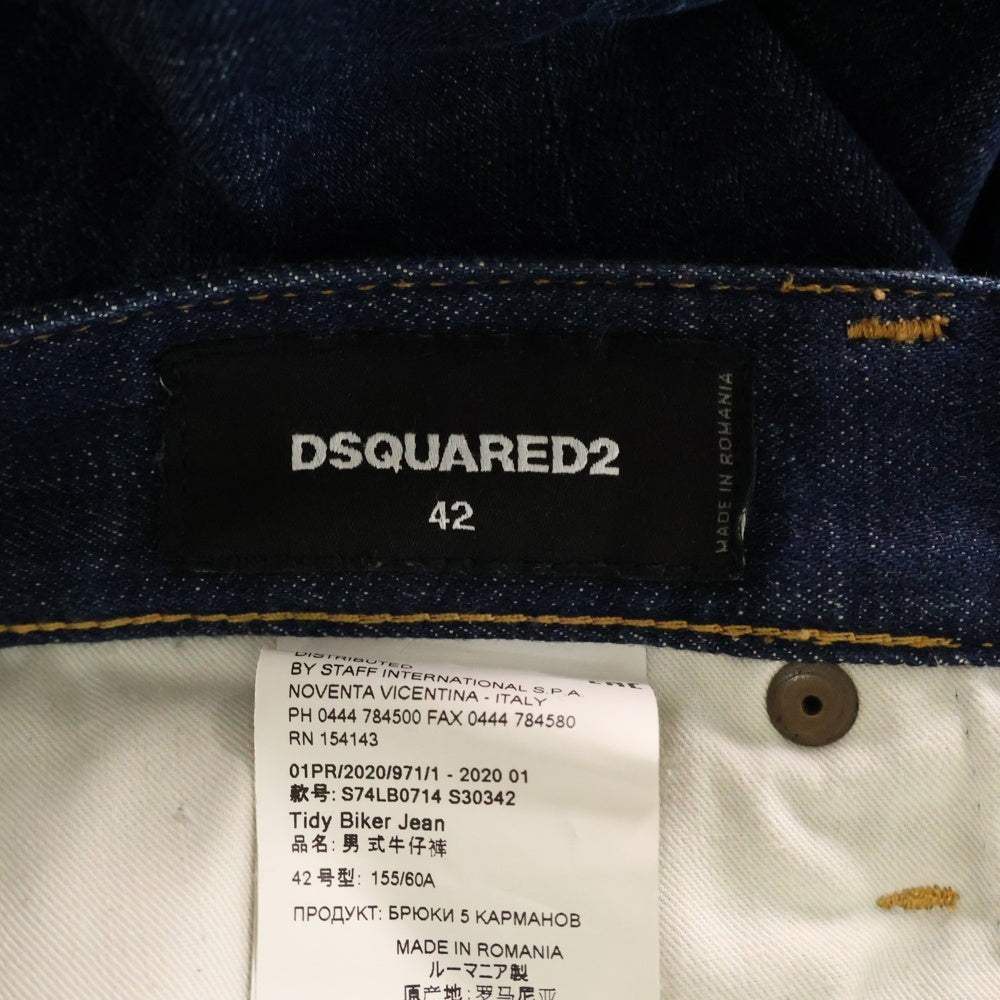 DSQUARED2
42
MADE IN ROMANIA
DISTRIBUTED
BY STAFF INTERNATIONAL S.P.A.
NOVENTA VICENTINA - ITALY
PH 0444 784500 FAX 0444 784580
RN 154143
01PR/2020/971/1 - 2020 01
款号: S74LB0714 S30342
Tidy Biker Jean
品名: 男式牛仔裤
42 号型: 155/60A
ПРОДУКТ: БРЮКИ 5 КАРМАНОВ
MADE IN ROMANIA
ルーマニア製
原产地: 罗马尼亚